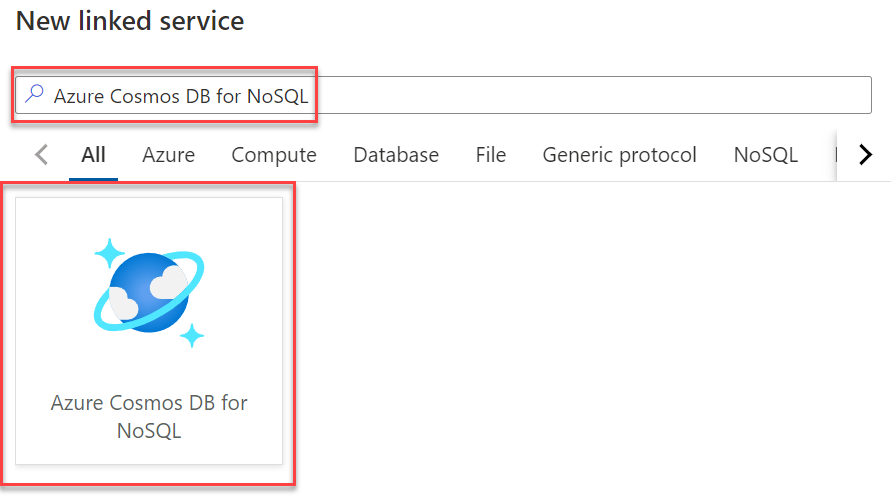 New linked service
Azure Cosmos DB for NoSQL
All Azure Compute Database File Generic protocol NoSQL
Azure Cosmos DB for
NoSQL